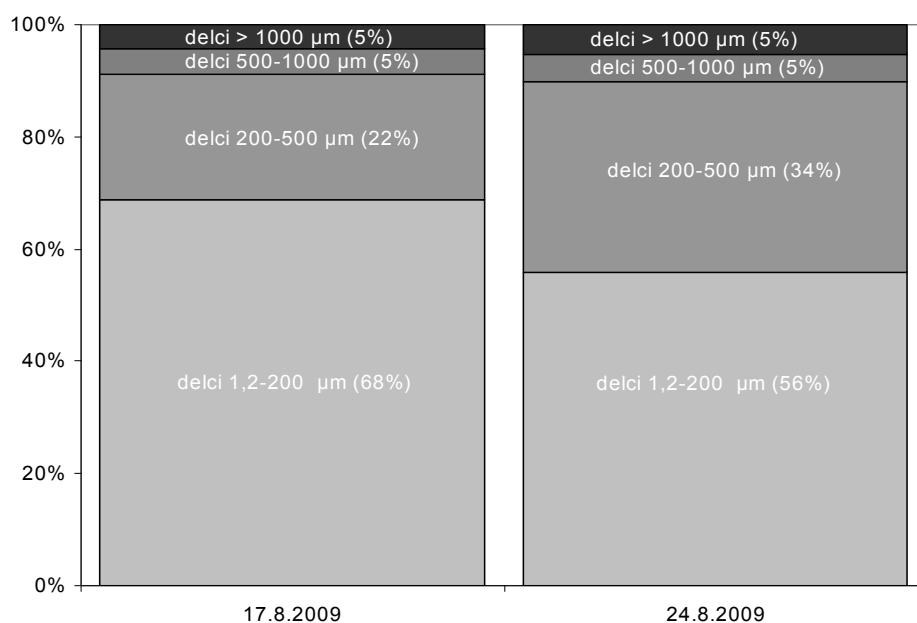 100%
80%
60%
40%
20%
0%
delci > 1000 µm (5%)
delci 500-1000 µm (5%)
delci 200-500 µm (22%)
delci 1,2-200  µm (68%)
delci > 1000 µm (5%)
delci 500-1000 µm (5%)
delci 200-500 µm (34%)
delci 1,2-200  µm (56%)
17.8.2009
24.8.2009